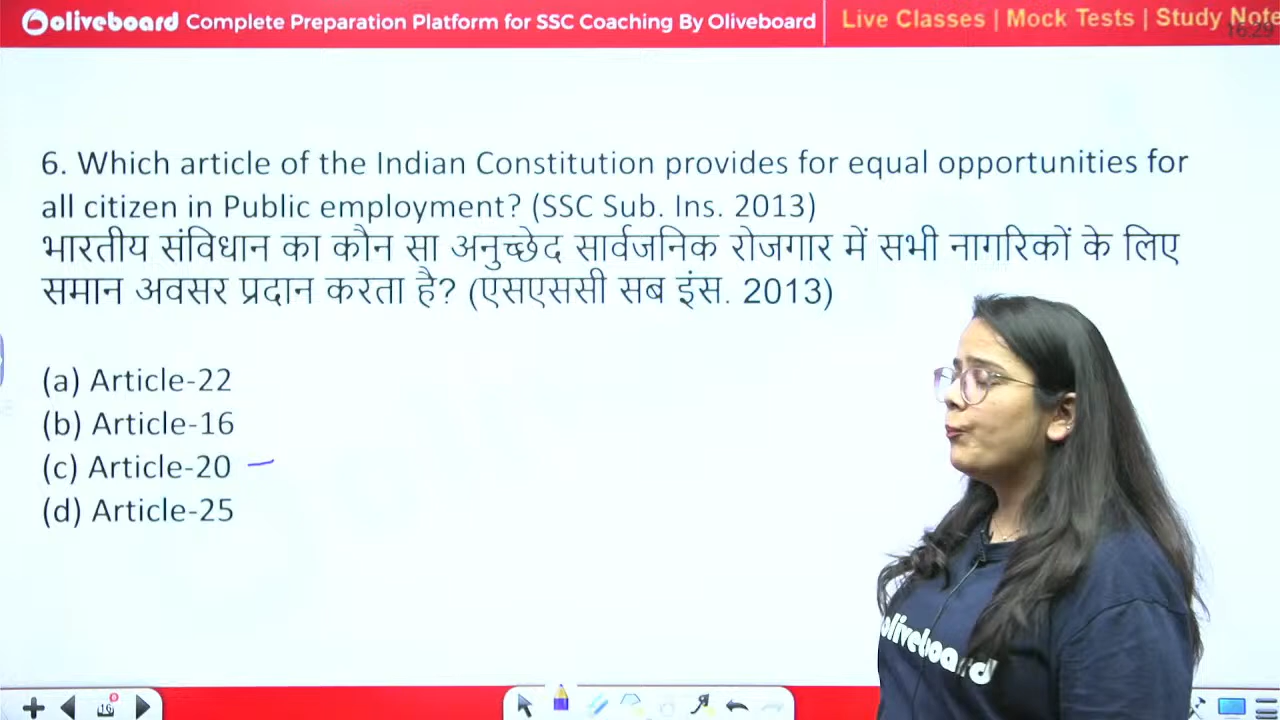 oliveboard Complete Preparation Platform for SSC Coaching By Oliveboard Live Classes | Mock Tests | Study Note
16:29
6. Which article of the Indian Constitution provides for equal opportunities for
all citizen in Public employment? (SSC Sub. Ins. 2013)
भारतीय संविधान का कौन सा अनुच्छेद सार्वजनिक रोजगार में सभी नागरिकों के लिए
समान अवसर प्रदान करता है? (एसएससी सब इंस. 2013)
(a) Article-22
(b) Article-16
(c) Article-20
(d) Article-25
oliveboard